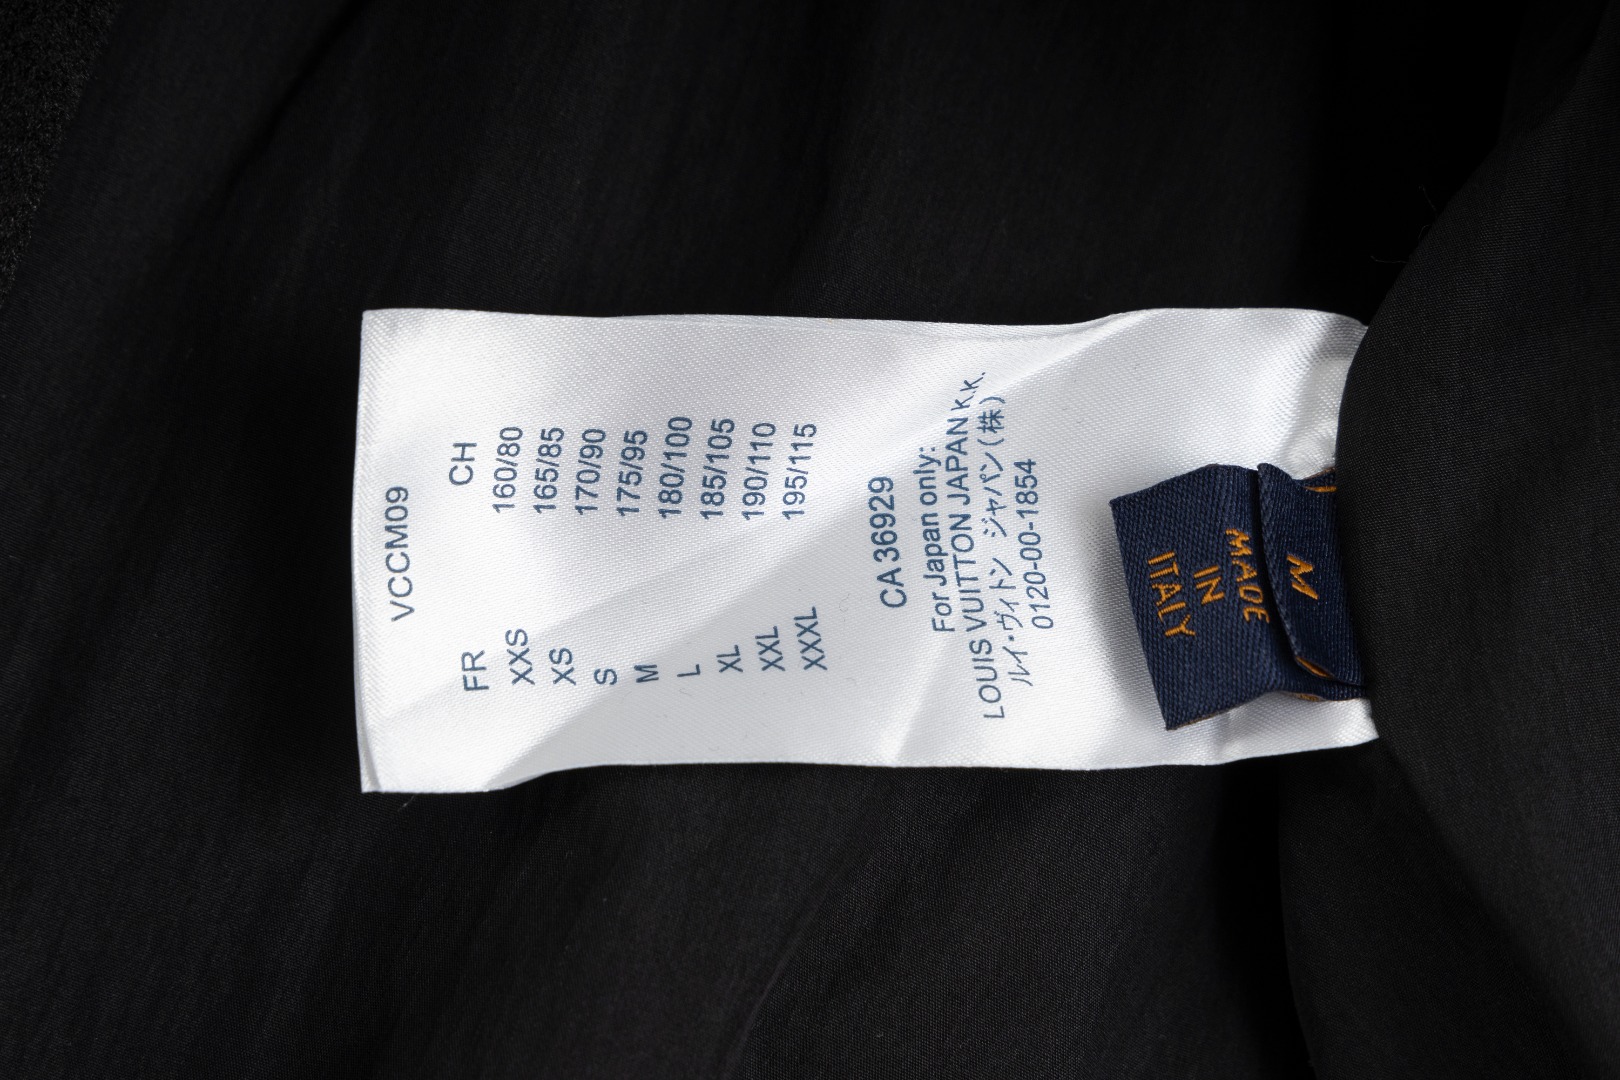 VCCM09
FR CH
XXS 160/80
XS 165/85
S 170/90
M 175/95
L 180/100
XL 185/105
XXL 190/110
XXXL 195/115
CA 36929
For Japan only:
LOUIS VUITTON JAPAN K.K.
ルイ・ヴィトン ジャパン(株)
0120-00-1854
ITALY
IN
MADE
M